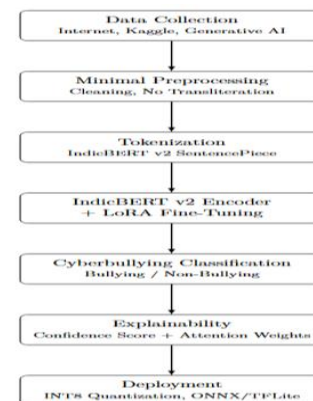 Data Collection
Internet, Kaggle, Generative AI
Minimal Preprocessing
Cleaning, No Transliteration
Tokenization
IndicBERT v2 SentencePiece
IndicBERT v2 Encoder
+ LoRA Fine-Tuning
Cyberbullying Classification
Bullying / Non-Bullying
Explainability
Confidence Score + Attention Weights
Deployment
INT8 Quantization, ONNX/TFLite